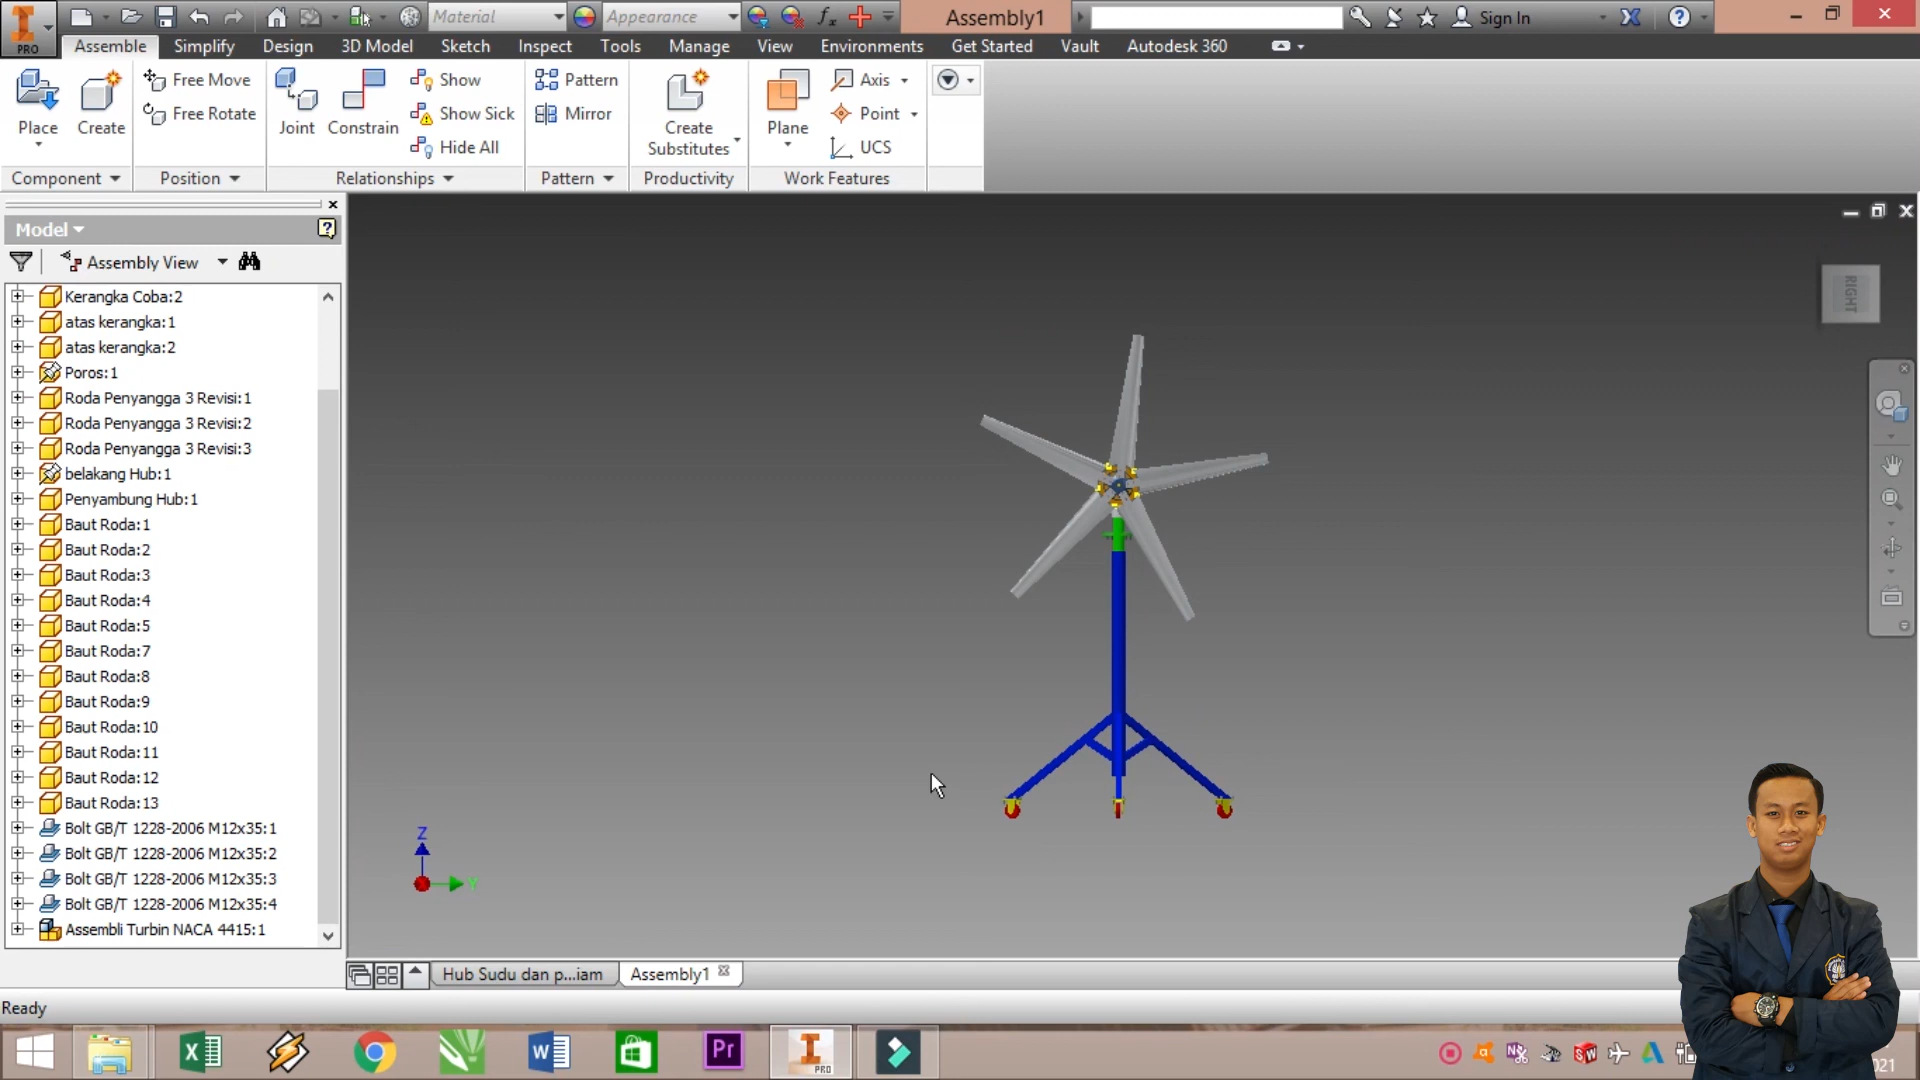 Material
Appearance
fx
Assembly1
Sign In
PRO
Assemble Simplify Design 3D Model Sketch Inspect Tools Manage View Environments Get Started Vault Autodesk 360
Place
Create
Free Move
Free Rotate
Joint
Constrain
Show
Show Sick
Hide All
Pattern
Mirror
Create
Substitutes
Plane
Axis
Point
UCS
Component
Position
Relationships
Pattern
Productivity
Work Features
Model
Assembly View
Kerangka Coba:2
atas kerangka:1
atas kerangka:2
Poros:1
Roda Penyangga 3 Revisi:1
Roda Penyangga 3 Revisi:2
Roda Penyangga 3 Revisi:3
belakang Hub:1
Penyambung Hub:1
Baut Roda:1
Baut Roda:2
Baut Roda:3
Baut Roda:4
Baut Roda:5
Baut Roda:7
Baut Roda:8
Baut Roda:9
Baut Roda:10
Baut Roda:11
Baut Roda:12
Baut Roda:13
Bolt GB/T 1228-2006 M12x35:1
Bolt GB/T 1228-2006 M12x35:2
Bolt GB/T 1228-2006 M12x35:3
Bolt GB/T 1228-2006 M12x35:4
Assembli Turbin NACA 4415:1
RIGHT
Z
Y
Hub Sudu dan p...iam
Assembly1
Ready
Pr
PRO
SW
021